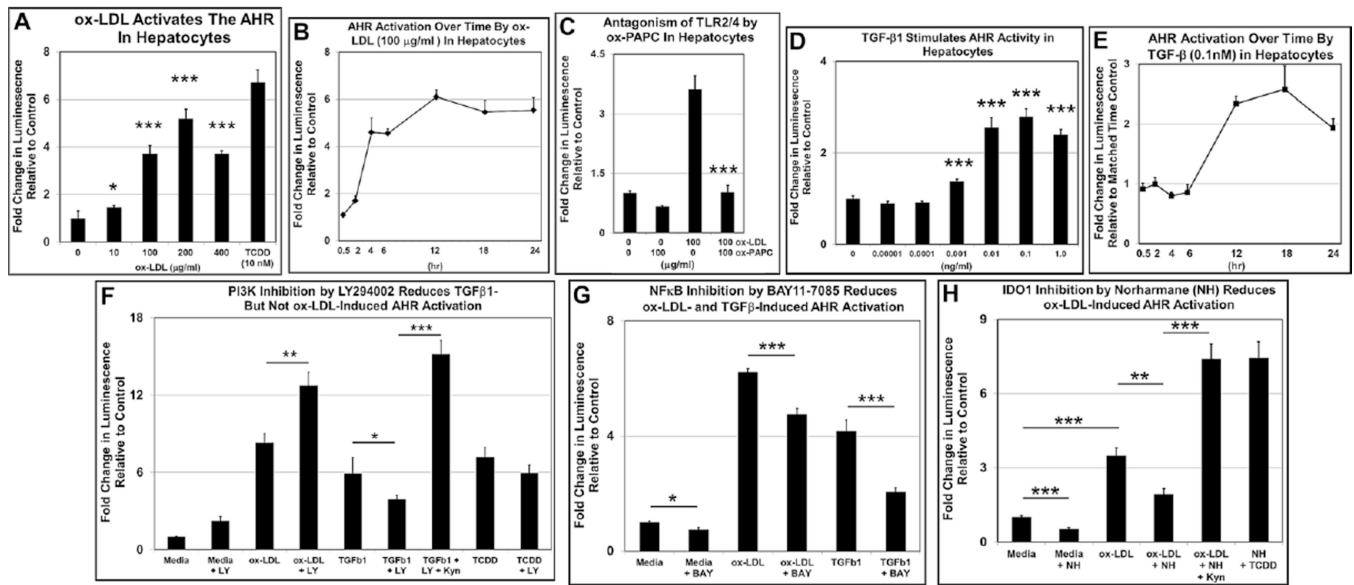 A
ox-LDL Activates The AHR
In Hepatocytes
Fold Change in Luminesecnce
Relative to Control
8
6
4
2
0
*
***
***
***
0 10 100 200 400 TCDD
ox-LDL (µg/ml) (10 nM)
B
AHR Activation Over Time By ox-
LDL (100 µg/ml) In Hepatocytes
Fold Change in Luminescence
Relative to Control
8
6
4
2
0
0.5 2 4 6 12 18 24
(hr)
C
Antagonism of TLR2/4 by
ox-PAPC In Hepatocytes
Fold Change in Luminescence
Relative to Control
4.5
3
1.5
0
***
0 0 100 100 ox-LDL
0 100 0 100 ox-PAPC
(µg/ml)
D
TGF-β1 Stimulates AHR Activity in
Hepatocytes
Fold Change in Luminescence
Relative to Control
4
2
0
***
***
***
***
0 0.00001 0.0001 0.001 0.01 0.1 1.0
(ng/ml)
E
AHR Activation Over Time By
TGF-β (0.1nM) in Hepatocytes
Fold Change in Luminescence
Relative to Matched Time Control
3
2
1
0
0.5 2 4 6 12 18 24
(hr)
F
PI3K Inhibition by LY294002 Reduces TGFβ1-
But Not ox-LDL-Induced AHR Activation
Fold Change in Luminescence
Relative to Control
18
12
6
0
**
*
***
Media Media ox-LDL ox-LDL TGFb1 TGFb1 TGFb1 + TCDD TCDD
+ LY + LY + LY LY + Kyn + LY
G
NFκB Inhibition by BAY11-7085 Reduces
ox-LDL- and TGFβ-Induced AHR Activation
Fold Change in Luminescence
Relative to Control
8
4
0
*
***
***
Media Media ox-LDL ox-LDL TGFb1 TGFb1
+ BAY + BAY + BAY
H
IDO1 Inhibition by Norharmane (NH) Reduces
ox-LDL-Induced AHR Activation
Fold Change in Luminescence
Relative to Control
9
6
3
0
***
***
**
***
Media Media ox-LDL ox-LDL ox-LDL NH
+ NH + NH + NH + TCDD
+ Kyn